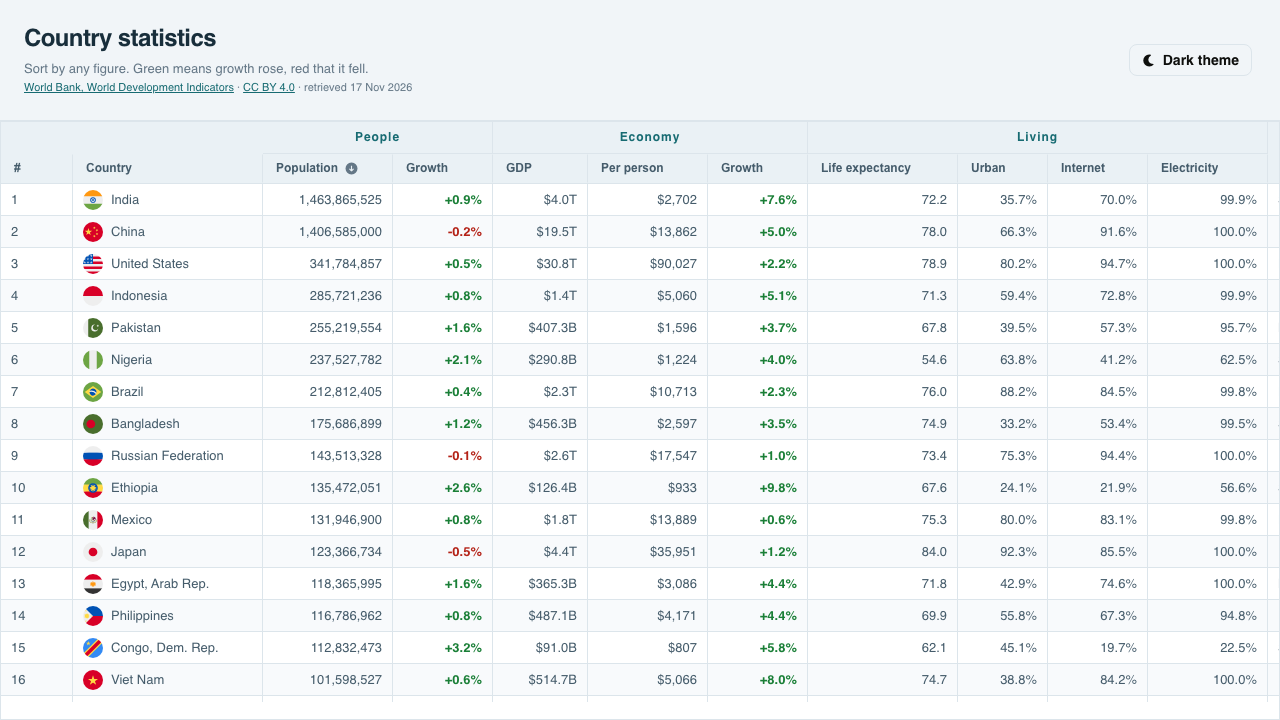 Country statistics
Sort by any figure. Green means growth rose, red that it fell.
World Bank, World Development Indicators · CC BY 4.0 · retrieved 17 Nov 2026
Dark theme
People Economy Living
# Country Population Growth GDP Per person Growth Life expectancy Urban Internet Electricity
1 India 1,463,865,525 +0.9% $4.0T $2,702 +7.6% 72.2 35.7% 70.0% 99.9%
2 China 1,406,585,000 -0.2% $19.5T $13,862 +5.0% 78.0 66.3% 91.6% 100.0%
3 United States 341,784,857 +0.5% $30.8T $90,027 +2.2% 78.9 80.2% 94.7% 100.0%
4 Indonesia 285,721,236 +0.8% $1.4T $5,060 +5.1% 71.3 59.4% 72.8% 99.9%
5 Pakistan 255,219,554 +1.6% $407.3B $1,596 +3.7% 67.8 39.5% 57.3% 95.7%
6 Nigeria 237,527,782 +2.1% $290.8B $1,224 +4.0% 54.6 63.8% 41.2% 62.5%
7 Brazil 212,812,405 +0.4% $2.3T $10,713 +2.3% 76.0 88.2% 84.5% 99.8%
8 Bangladesh 175,686,899 +1.2% $456.3B $2,597 +3.5% 74.9 33.2% 53.4% 99.5%
9 Russian Federation 143,513,328 -0.1% $2.6T $17,547 +1.0% 73.4 75.3% 94.4% 100.0%
10 Ethiopia 135,472,051 +2.6% $126.4B $933 +9.8% 67.6 24.1% 21.9% 56.6%
11 Mexico 131,946,900 +0.8% $1.8T $13,889 +0.6% 75.3 80.0% 83.1% 99.8%
12 Japan 123,366,734 -0.5% $4.4T $35,951 +1.2% 84.0 92.3% 85.5% 100.0%
13 Egypt, Arab Rep. 118,365,995 +1.6% $365.3B $3,086 +4.4% 71.8 42.9% 74.6% 100.0%
14 Philippines 116,786,962 +0.8% $487.1B $4,171 +4.4% 69.9 55.8% 67.3% 94.8%
15 Congo, Dem. Rep. 112,832,473 +3.2% $91.0B $807 +5.8% 62.1 45.1% 19.7% 22.5%
16 Viet Nam 101,598,527 +0.6% $514.7B $5,066 +8.0% 74.7 38.8% 84.2% 100.0%